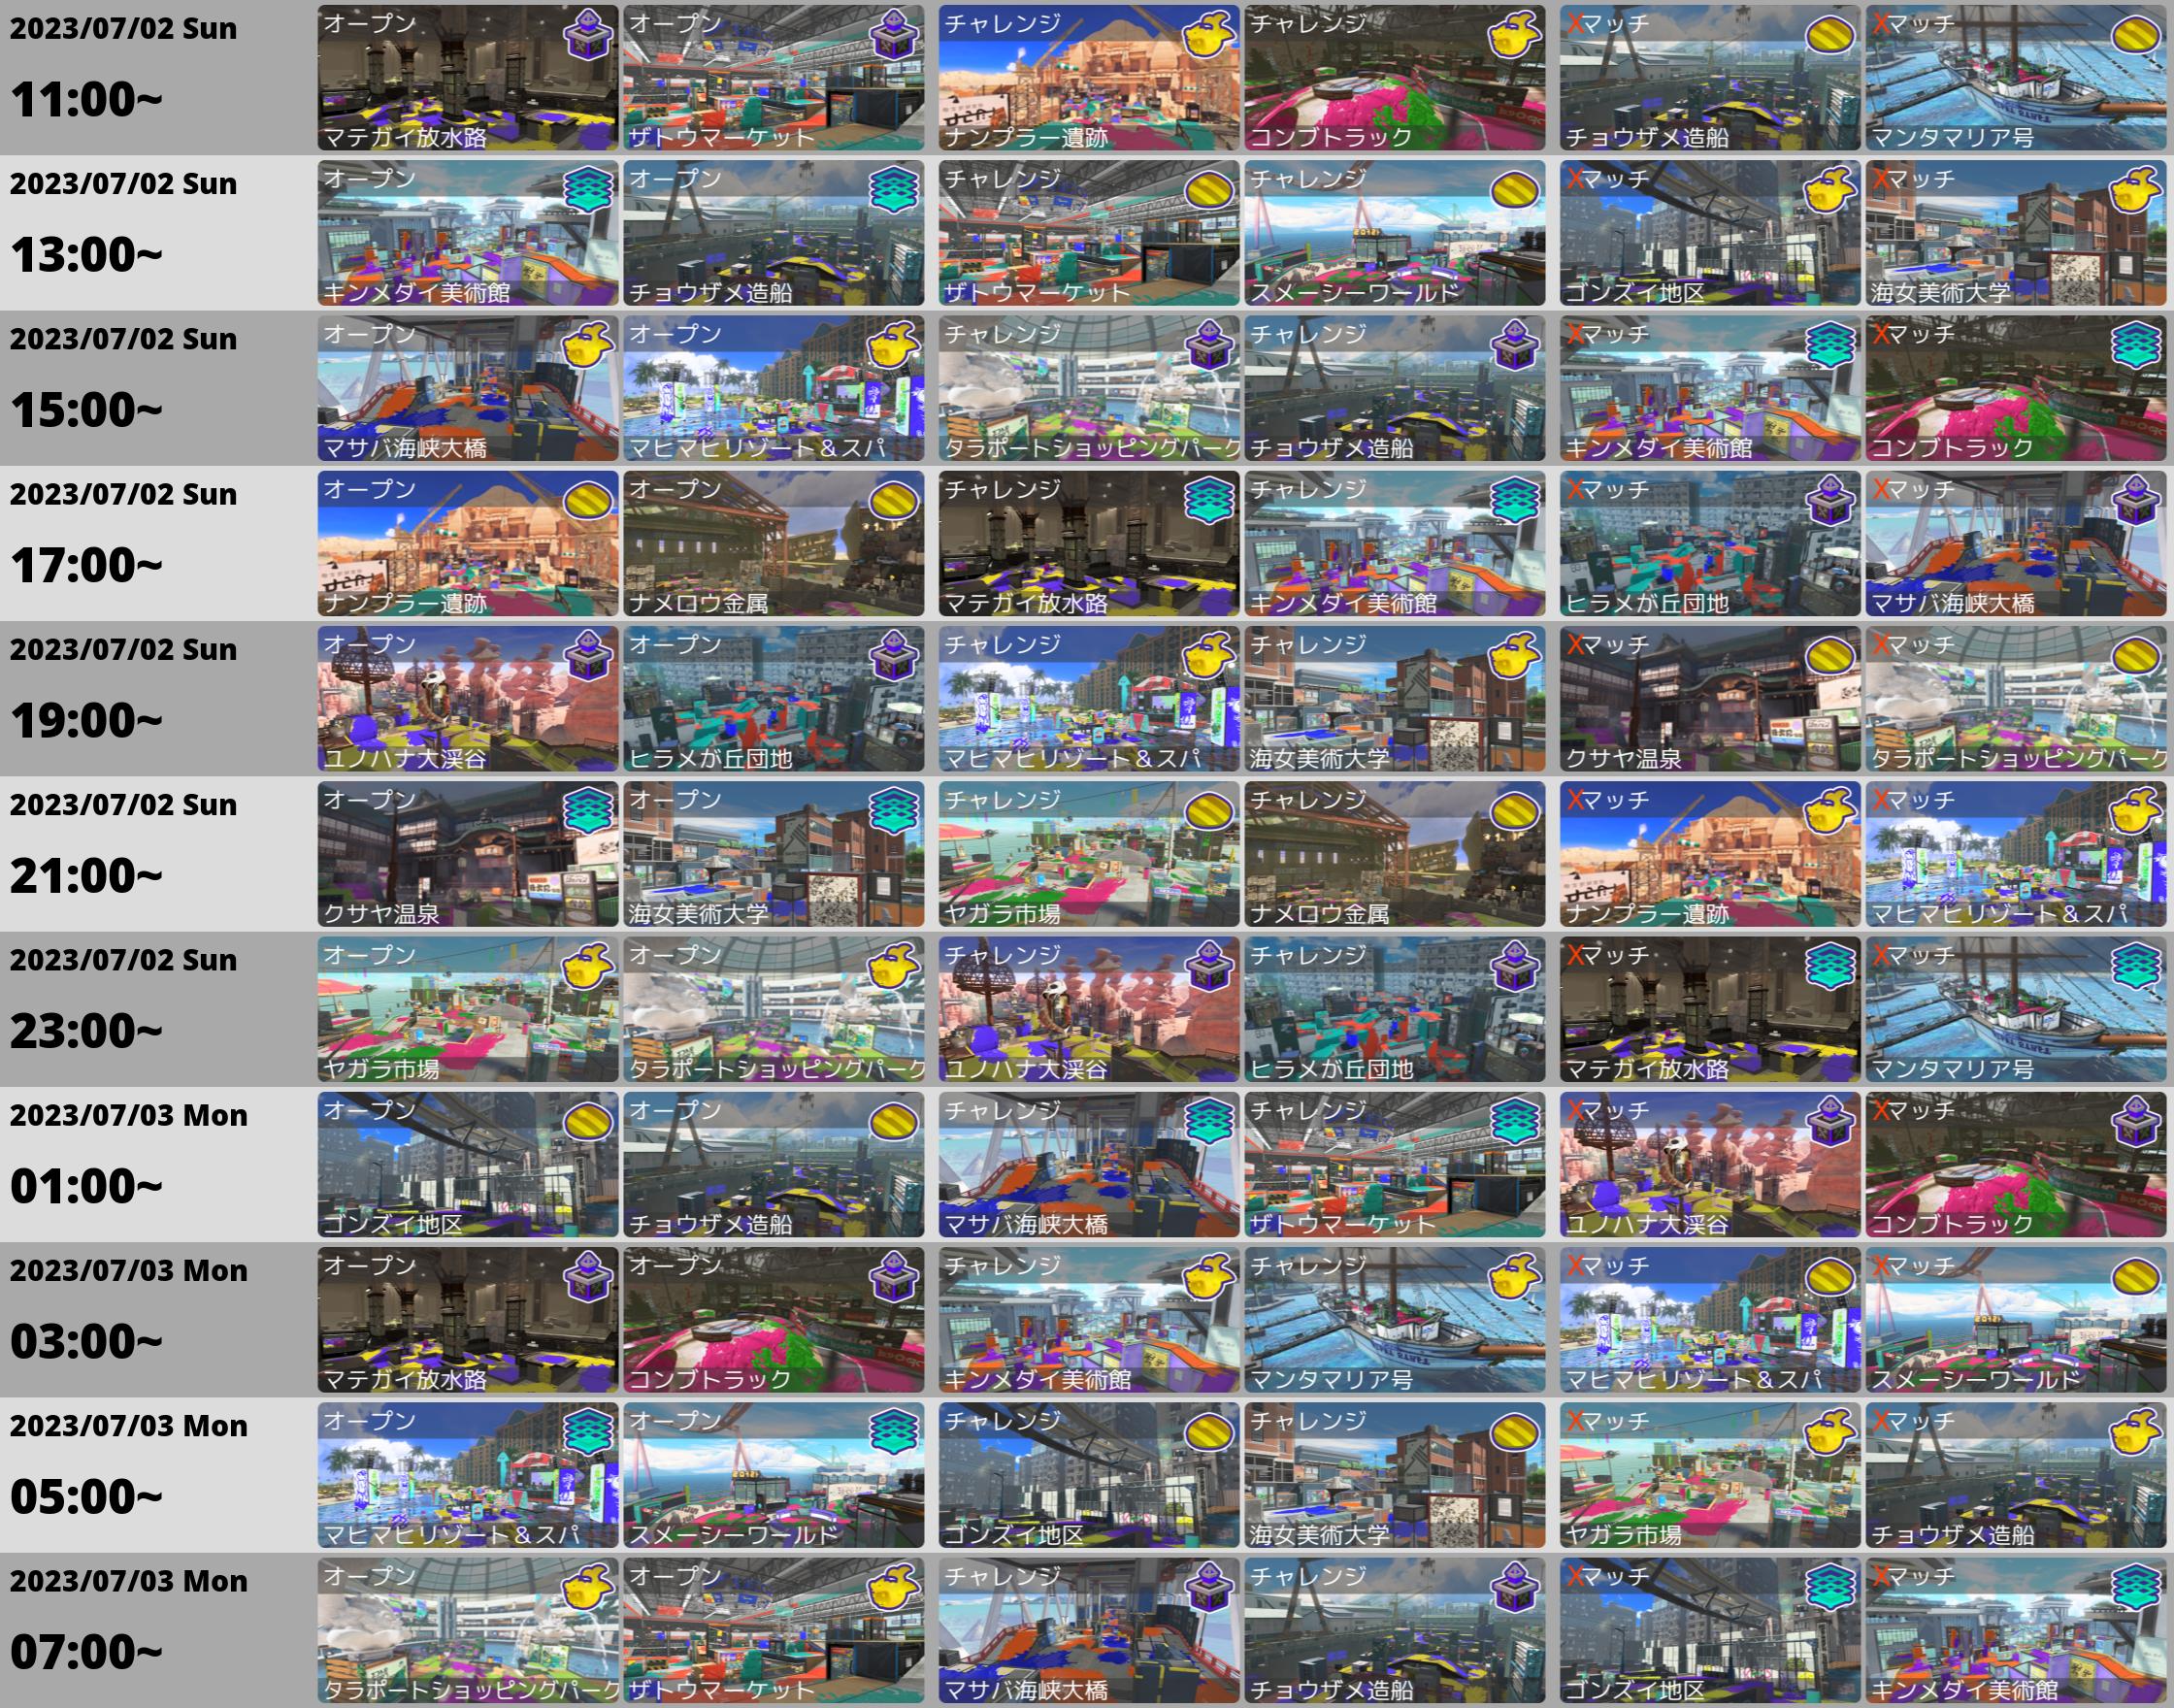 2023/07/02 Sun
11:00~
オープン
マテガイ放水路
オープン
ザトウマーケット
チャレンジ
ナンプラー遺跡
チャレンジ
コンブトラック
Xマッチ
チョウザメ造船
Xマッチ
マンタマリア号
2023/07/02 Sun
13:00~
オープン
キンメダイ美術館
オープン
チョウザメ造船
チャレンジ
ザトウマーケット
チャレンジ
スメーシーワールド
Xマッチ
ゴンズイ地区
Xマッチ
海女美術大学
2023/07/02 Sun
15:00~
オープン
マサバ海峡大橋
オープン
マヒマヒリゾート＆スパ
チャレンジ
タラポートショッピングパーク
チャレンジ
チョウザメ造船
Xマッチ
キンメダイ美術館
Xマッチ
コンブトラック
2023/07/02 Sun
17:00~
オープン
ナンプラー遺跡
オープン
ナメロウ金属
チャレンジ
マテガイ放水路
チャレンジ
キンメダイ美術館
Xマッチ
ヒラメが丘団地
Xマッチ
マサバ海峡大橋
2023/07/02 Sun
19:00~
オープン
ユノハナ大渓谷
オープン
ヒラメが丘団地
チャレンジ
マヒマヒリゾート＆スパ
チャレンジ
海女美術大学
Xマッチ
クサヤ温泉
Xマッチ
タラポートショッピングパーク
2023/07/02 Sun
21:00~
オープン
クサヤ温泉
オープン
海女美術大学
チャレンジ
ヤガラ市場
チャレンジ
ナメロウ金属
Xマッチ
ナンプラー遺跡
Xマッチ
マヒマヒリゾート＆スパ
2023/07/02 Sun
23:00~
オープン
ヤガラ市場
オープン
タラポートショッピングパーク
チャレンジ
ユノハナ大渓谷
チャレンジ
ヒラメが丘団地
Xマッチ
マテガイ放水路
Xマッチ
マンタマリア号
2023/07/03 Mon
01:00~
オープン
ゴンズイ地区
オープン
チョウザメ造船
チャレンジ
マサバ海峡大橋
チャレンジ
ザトウマーケット
Xマッチ
ユノハナ大渓谷
Xマッチ
コンブトラック
2023/07/03 Mon
03:00~
オープン
マテガイ放水路
オープン
コンブトラック
チャレンジ
キンメダイ美術館
チャレンジ
マンタマリア号
Xマッチ
マヒマヒリゾート＆スパ
Xマッチ
スメーシーワールド
2023/07/03 Mon
05:00~
オープン
マヒマヒリゾート＆スパ
オープン
スメーシーワールド
チャレンジ
ゴンズイ地区
チャレンジ
海女美術大学
Xマッチ
ヤガラ市場
Xマッチ
チョウザメ造船
2023/07/03 Mon
07:00~
オープン
タラポートショッピングパーク
オープン
ザトウマーケット
チャレンジ
マサバ海峡大橋
チャレンジ
チョウザメ造船
Xマッチ
ゴンズイ地区
Xマッチ
キンメダイ美術館